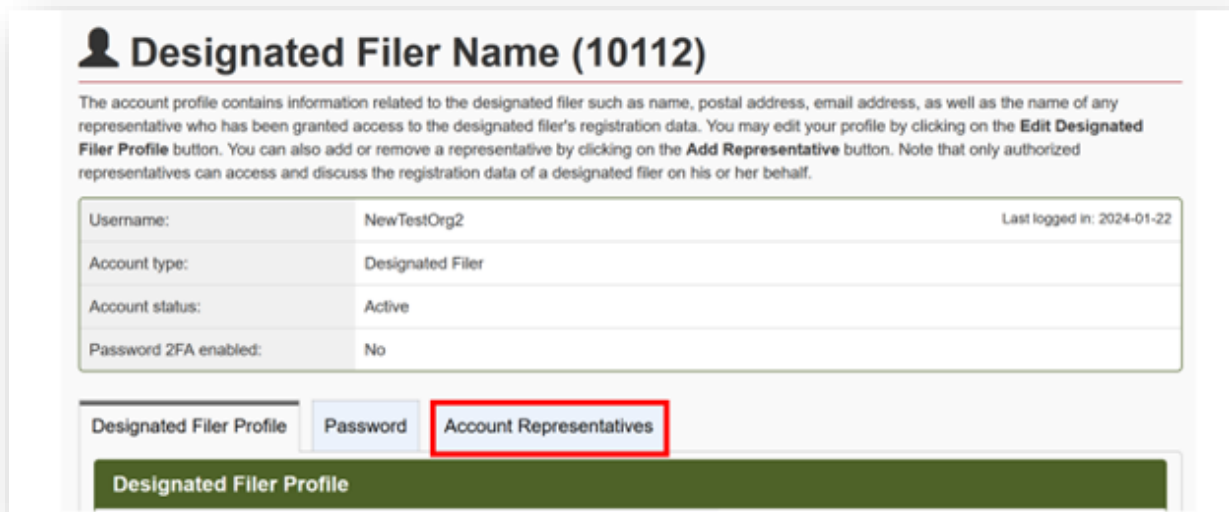 Designated Filer Name (10112)
The account profile contains information related to the designated filer such as name, postal address, email address, as well as the name of any
representative who has been granted access to the designated filer's registration data. You may edit your profile by clicking on the Edit Designated
Filer Profile button. You can also add or remove a representative by clicking on the Add Representative button. Note that only authorized
representatives can access and discuss the registration data of a designated filer on his or her behalf.
Username: NewTestOrg2 Last logged in: 2024-01-22
Account type: Designated Filer
Account status: Active
Password 2FA enabled: No
Designated Filer Profile Password Account Representatives
Designated Filer Profile